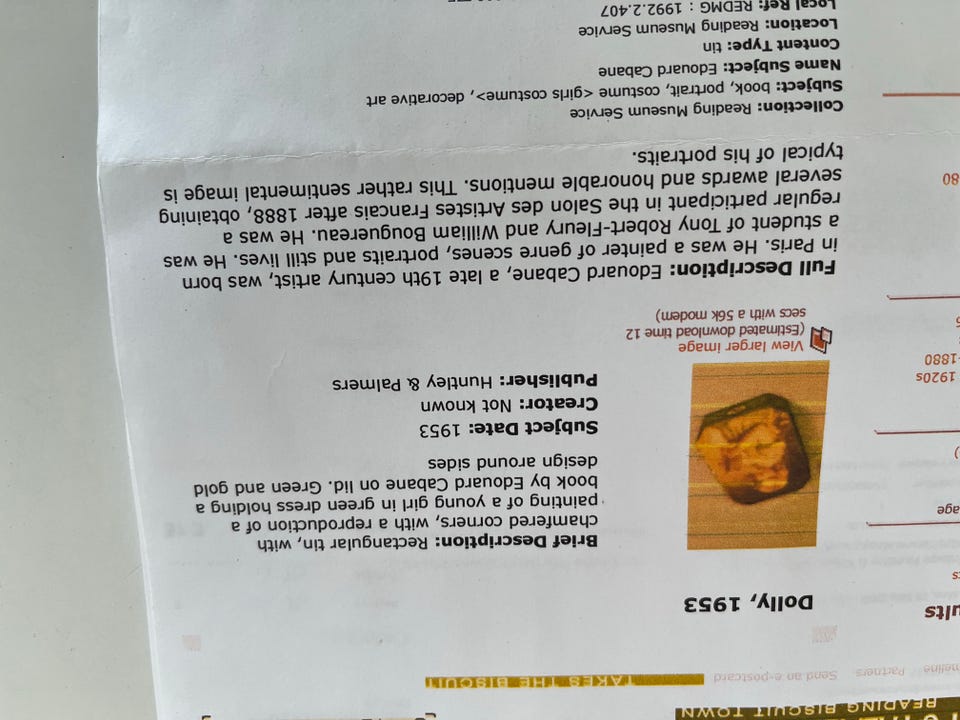 READING BISCUIT TOWN
TAKES THE BISCUIT
Partners Send an e-postcard
Dolly, 1953
Brief Description: Rectangular tin, with
chamfered corners, with a reproduction of a
painting of a young girl in green dress holding a
book by Edouard Cabane on lid. Green and gold
design around sides
Subject Date: 1953
Creator: Not known
Publisher: Huntley & Palmers
View larger image
(Estimated download time 12
secs with a 56k modem)
Full Description: Edouard Cabane, a late 19th century artist, was born
in Paris. He was a painter of genre scenes, portraits and still lives. He was
a student of Tony Robert-Fleury and William Bouguereau. He was a
regular participant in the Salon des Artistes Francais after 1888, obtaining
several awards and honorable mentions. This rather sentimental image is
typical of his portraits.
Collection: Reading Museum Service
Subject: book, portrait, costume <girls costume>, decorative art
Name Subject: Edouard Cabane
Content Type: tin
Location: Reading Museum Service
Local Ref: REDMG : 1992.2.407
1920s
-1880
80